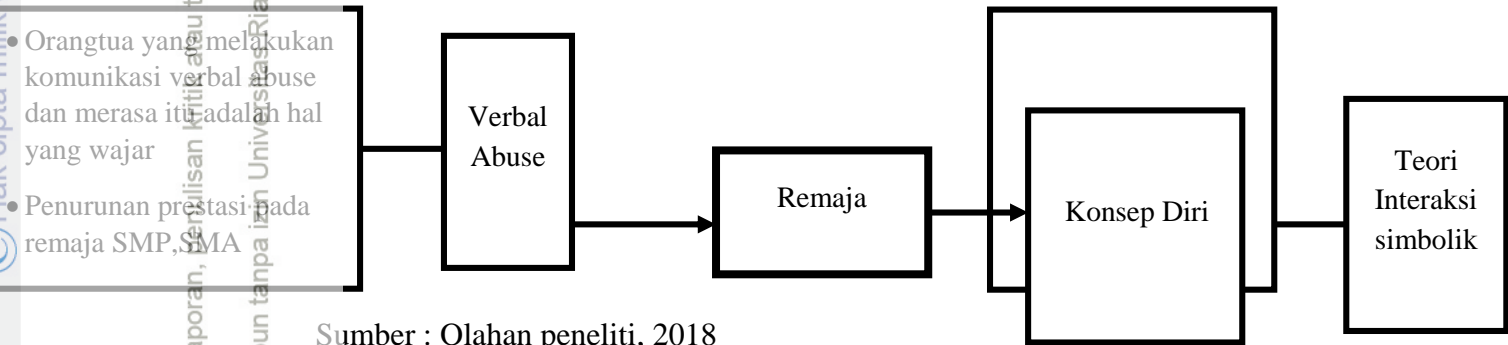 • Orangtua yang melakukan
komunikasi verbal abuse
dan merasa itu adalah hal
yang wajar
• Penurunan prestasi pada
remaja SMP,SMA
Verbal
Abuse
Remaja
Konsep Diri
Teori
Interaksi
simbolik
Sumber : Olahan peneliti, 2018